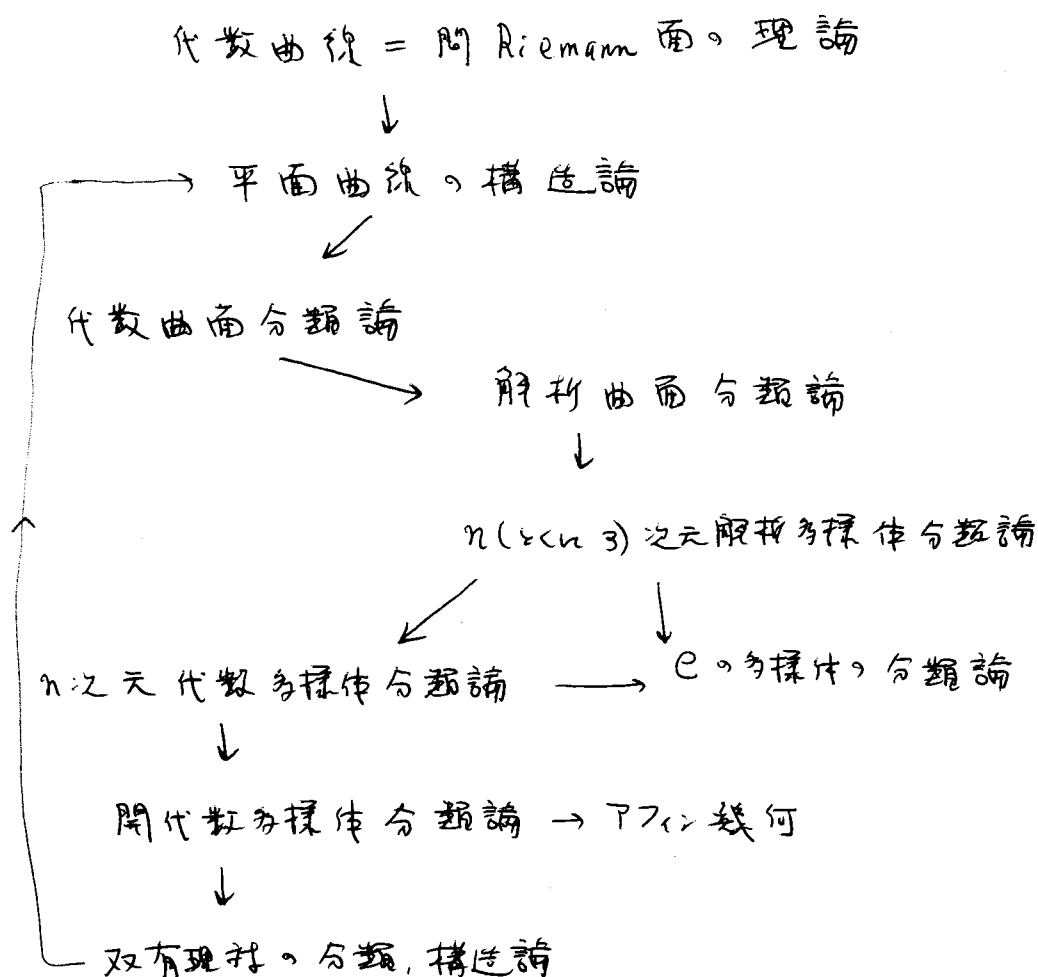 代数曲線 = 閉 Riemann 面の理論
↓
→ 平面曲線の構造論
↙
代数曲面分類論
↘
解析曲面分類論
↓
n(とくに 3)次元解析多様体分類論
↙ ↓
n次元代数多様体分類論 → Cの多様体の分類論
↓
開代数多様体分類論 → アフィン幾何
↓
双有理対の分類, 構造論